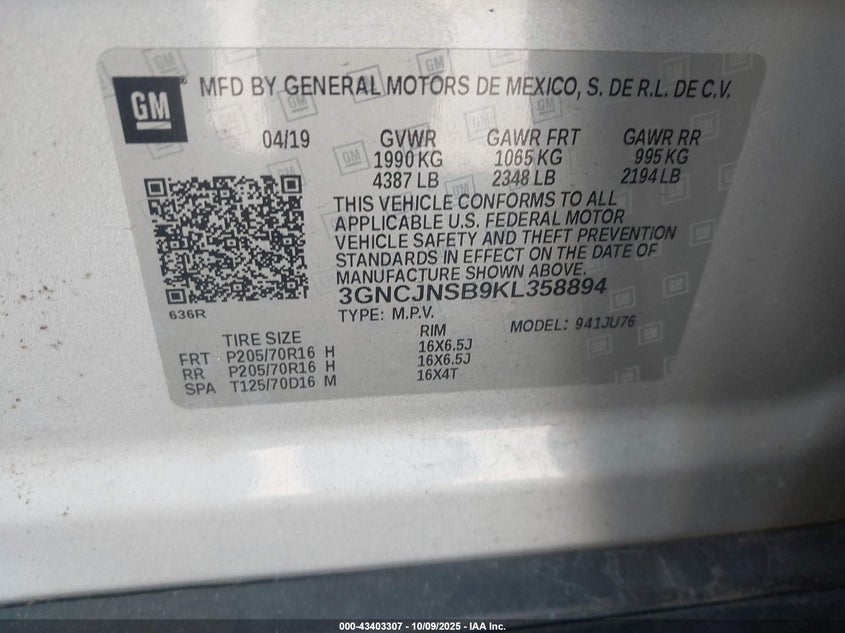 GM
MFD BY GENERAL MOTORS DE MEXICO, S. DE R.L. DE C.V.
04/19 GVWR GAWR FRT GAWR RR
1990 KG 1065 KG 995 KG
4387 LB 2348 LB 2194 LB
THIS VEHICLE CONFORMS TO ALL
APPLICABLE U.S. FEDERAL MOTOR
VEHICLE SAFETY AND THEFT PREVENTION
STANDARDS IN EFFECT ON THE DATE OF
MANUFACTURE SHOWN ABOVE.
3GNCJNSB9KL358894
636R
TYPE: M.P.V. MODEL: 941JU76
TIRE SIZE RIM
FRT P205/70R16 H 16X6.5J
RR P205/70R16 H 16X6.5J
SPA T125/70D16 M 16X4T
000-43403307 - 10/09/2025 - IAA Inc.